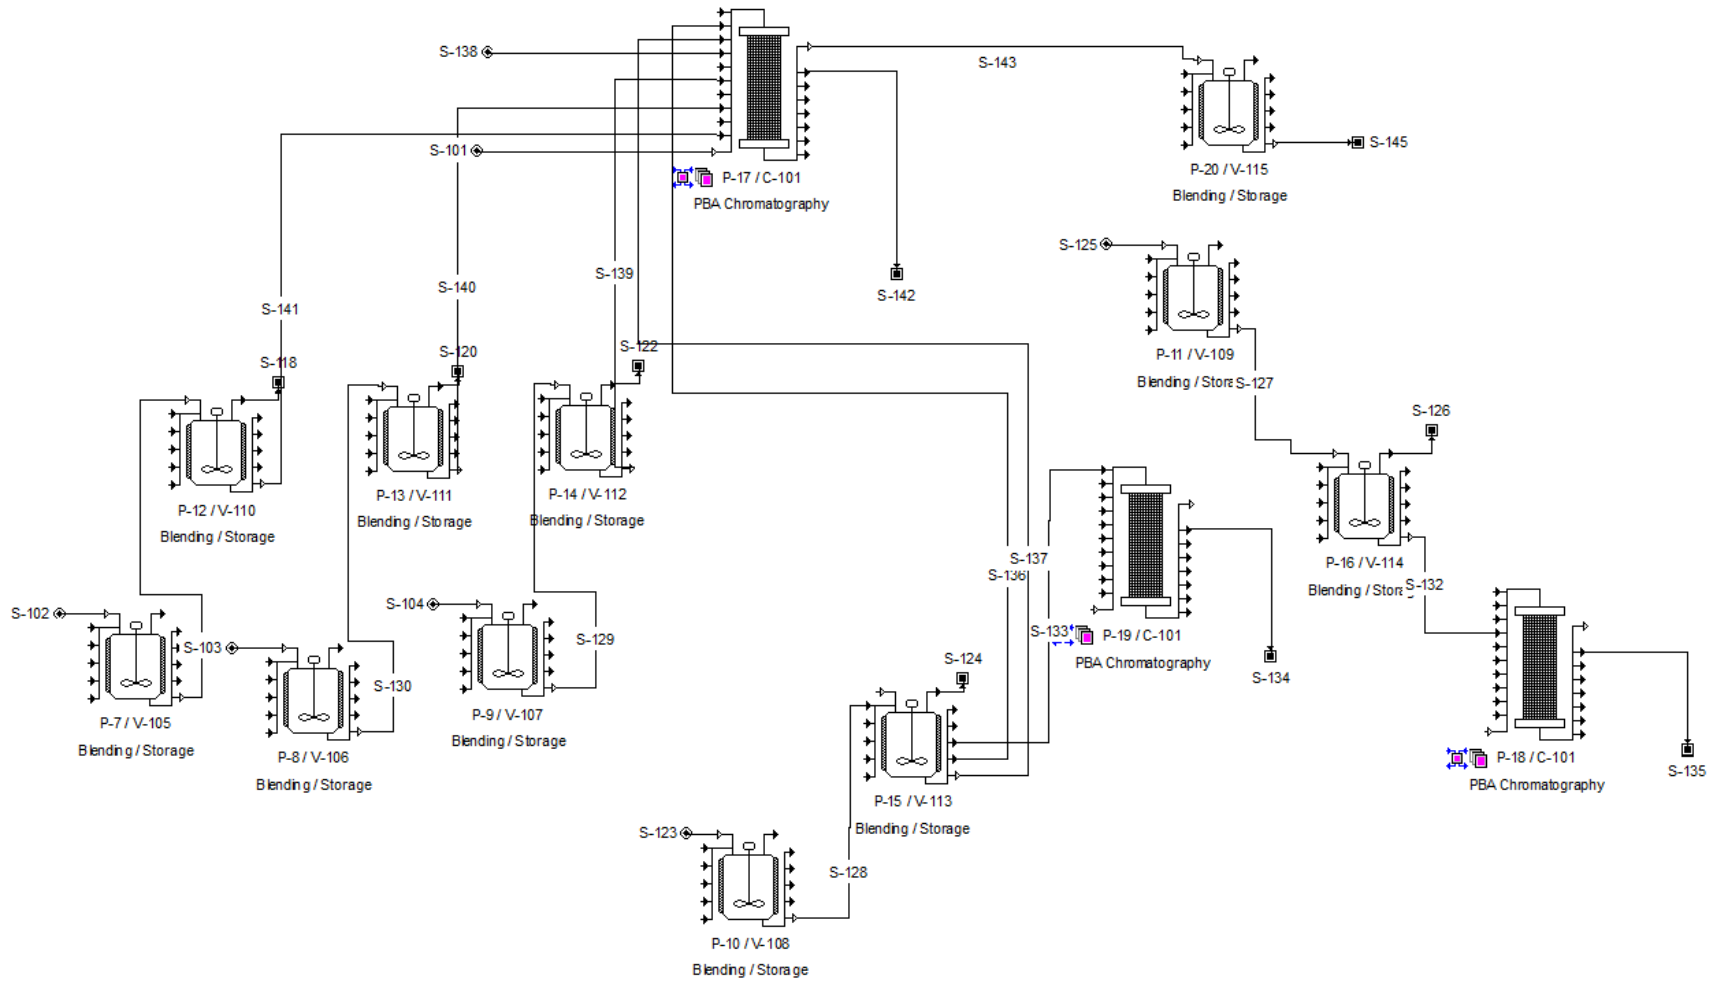 S-138
S-143
S-101
S-145
P-20 / V-115
Blending / Storage
P-17 / C-101
PBA Chromatography
S-125
S-139
S-140
S-142
S-141
S-122
S-120
S-118
P-11 / V-109
Blending / Stora
S-127
S-126
P-13 / V-111
Blending / Storage
P-14 / V-112
Blending / Storage
P-12 / V-110
Blending / Storage
S-137
S-136
P-16 / V-114
Blending / Stora
S-132
S-102
S-104
S-133
P-19 / C-101
PBA Chromatography
S-129
S-103
S-124
S-134
S-130
P-7 / V-105
Blending / Storage
P-9 / V-107
Blending / Storage
P-8 / V-106
Blending / Storage
P-18 / C-101
PBA Chromatography
S-135
P-15 / V-113
Blending / Storage
S-123
S-128
P-10 / V-108
Blending / Storage